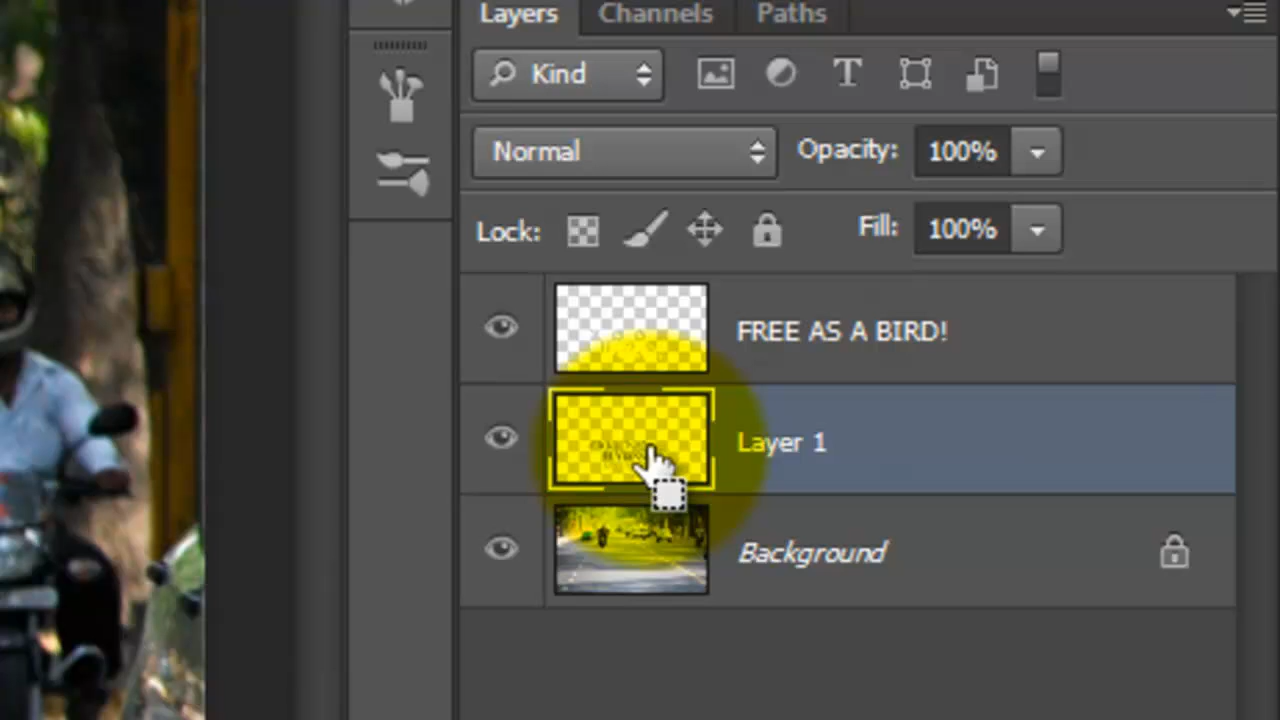 Layers Channels Paths
Kind
Normal Opacity: 100%
Lock: Fill: 100%
FREE AS A BIRD!
Layer 1
Background